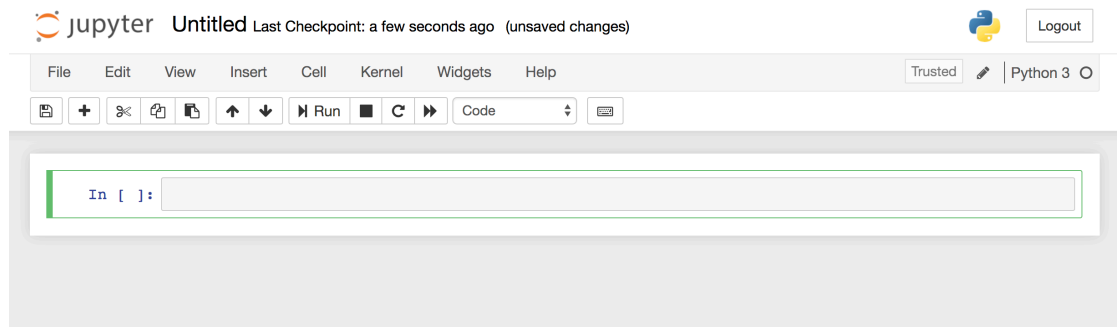 jupyter Untitled Last Checkpoint: a few seconds ago (unsaved changes) Logout
File Edit View Insert Cell Kernel Widgets Help Trusted Python 3
Run Code
In [ ]: